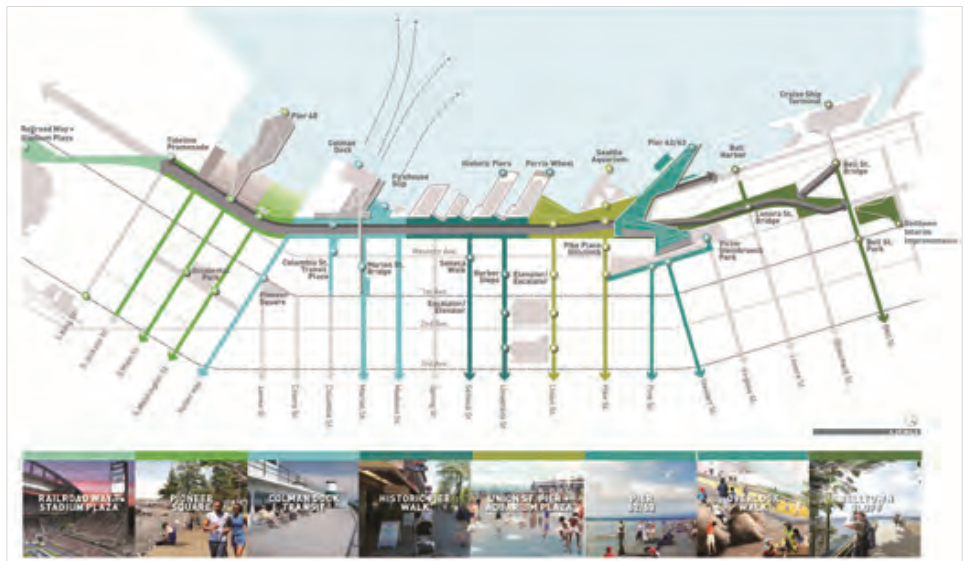 Railroad Way+
Stadium Plaza
Tideline
Promenade
Pier 48
Colman
Dock
Firehouse
Slip
Historic Piers
Ferris Wheel
Seattle
Aquarium
Pier 62/63
Bell
Harbor
Cruise Ship
Terminal
Bell St.
Bridge
Lenora St.
Bridge
Belltown
Interim
Improvements
Bell St.
Park
Victor
Steinbrueck
Park
Pike Place
Elevator/
Escalator
Harbor
Steps
Seneca
Walk
Escalator/
Elevator
Marion St.
Bridge
Columbia St.
Transit
Plaza
Pioneer
Square
Occidental
Park
Western Ave.
1st Ave.
2nd Ave.
3rd Ave.
S. King St.
S. Jackson St.
S. Main St.
S. Washington St.
Yesler Way
James St.
Cherry St.
Columbia St.
Marion St.
Madison St.
Spring St.
Seneca St.
University St.
Union St.
Pike St.
Pine St.
Stewart St.
Virginia St.
Lenora St.
Blanchard St.
Bell St.
RAILROAD WAY +
STADIUM PLAZA
PIONEER
SQUARE
COLMAN DOCK
TRANSIT
HISTORIC PIER
WALK
UNION ST. PIER +
AQUARIUM PLAZA
PIER
62/63
OVERLOOK
WALK
BELLTOWN
BLUFF